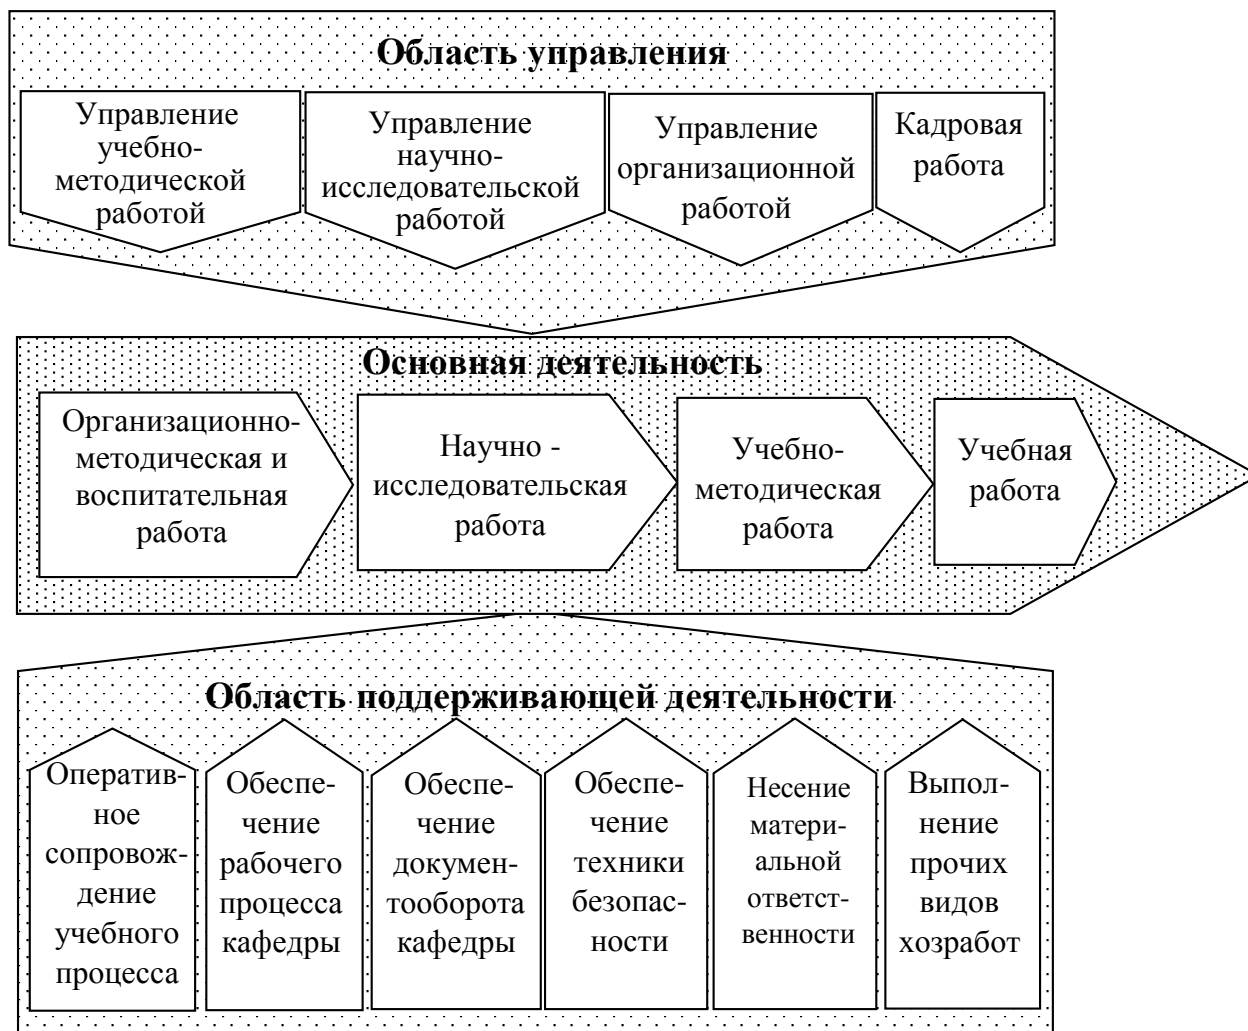 Область управления
Управление
учебно-
методической
работой
Управление
научно-
исследовательской
работой
Управление
организационной
работой
Кадровая
работа
Основная деятельность
Организационно-
методическая и
воспитательная
работа
Научно -
исследовательская
работа
Учебно-
методическая
работа
Учебная
работа
Область поддерживающей деятельности
Оператив-
ное
сопровож-
дение
учебного
процесса
Обеспе-
чение
рабочего
процесса
кафедры
Обеспе-
чение
докумен-
тооборота
кафедры
Обеспе-
чение
техники
безопас-
ности
Несение
матери-
альной
ответст-
венности
Выпол-
нение
прочих
видов
хозработ